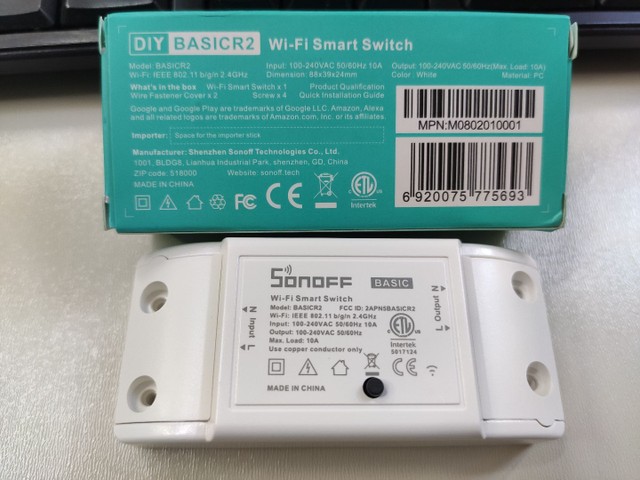 DIY BASICR2 Wi-Fi Smart Switch
Model: BASICR2 Input: 100-240VAC 50/60Hz 10A Output: 100-240VAC 50/60Hz(Max. Load: 10A)
Wi-Fi: IEEE 802.11 b/g/n 2.4GHz Dimension: 88x39x24mm Color : White Material: PC
What's in the box Wi-Fi Smart Switch x 1 Product Qualification
Wire Fastener Cover x 2 Screw x 4 Quick Installation Guide
Google and Google Play are trademarks of Google LLC. Amazon, Alexa
and all related logos are trademarks of Amazon.com, Inc. or its affiliates
Importer: Space for the importer stick
Manufacturer: Shenzhen Sonoff Technologies Co., Ltd.
1001, BLDG8, Lianhua Industrial Park, shenzhen, GD, China
ZIP code: 518000 Website: sonoff.tech
MADE IN CHINA
FC CE
ETL
Intertek
MPN:M0802010001
6 920075 775693
SONOFF BASIC
Wi-Fi Smart Switch
Model: BASICR2 FCC ID: 2APN5BASICR2
Wi-Fi: IEEE 802.11 b/g/n 2.4GHz
Input: 100-240VAC 50/60Hz 10A
Output: 100-240VAC 50/60Hz
Max. Load: 10A
Use copper conductor only
ETL
Intertek
5017124
CE
MADE IN CHINA
N Input L
L Output N